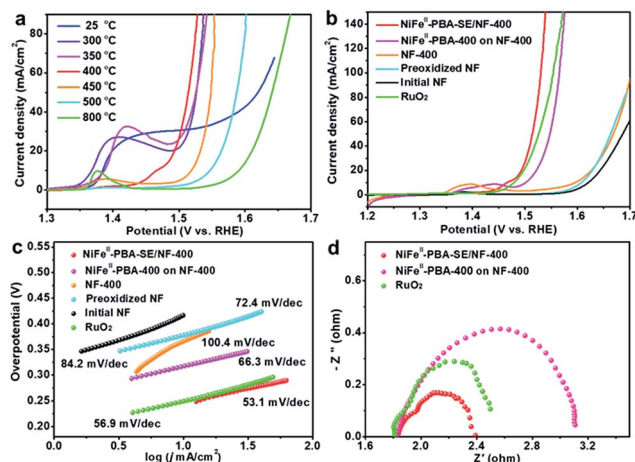 a
Current density (mA/cm²)
80
60
40
20
0
25 °C
300 °C
350 °C
400 °C
450 °C
500 °C
800 °C
1.3 1.4 1.5 1.6 1.7
Potential (V vs. RHE)
b
Current density (mA/cm²)
140
120
100
80
60
40
20
0
NiFeᴵᴵ-PBA-SE/NF-400
NiFeᴵᴵ-PBA-400 on NF-400
NF-400
Preoxidized NF
Initial NF
RuO₂
1.2 1.3 1.4 1.5 1.6 1.7
Potential (V vs. RHE)
c
Overpotential (V)
0.55
0.50
0.45
0.40
0.35
0.30
0.25
0.20
NiFeᴵᴵ-PBA-SE/NF-400
NiFeᴵᴵ-PBA-400 on NF-400
NF-400
Preoxidized NF
Initial NF
RuO₂
72.4 mV/dec
100.4 mV/dec
84.2 mV/dec
66.3 mV/dec
56.9 mV/dec
53.1 mV/dec
0.0 0.5 1.0 1.5 2.0
log (j mA/cm²)
d
- Z'' (ohm)
0.8
0.4
0.0
NiFeᴵᴵ-PBA-SE/NF-400
NiFeᴵᴵ-PBA-400 on NF-400
RuO₂
1.6 2.0 2.4 2.8 3.2
Z' (ohm)